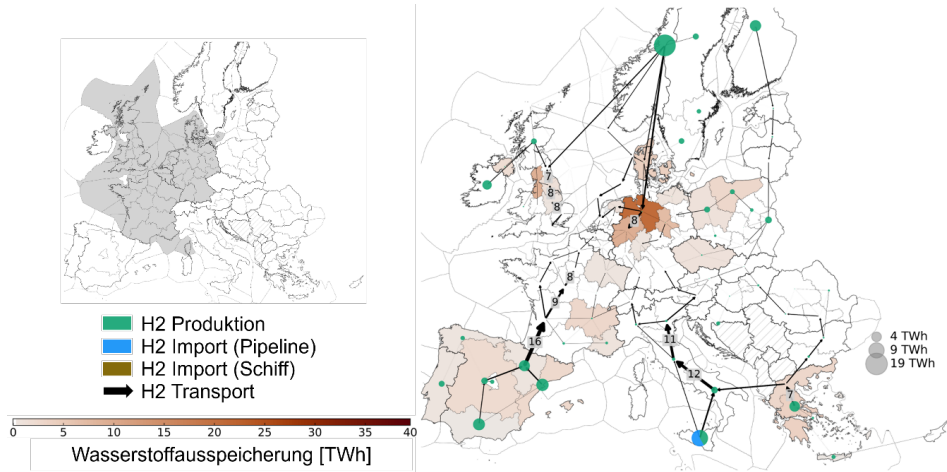 H2 Produktion
H2 Import (Pipeline)
H2 Import (Schiff)
H2 Transport
0 5 10 15 20 25 30 35 40
Wasserstoffausspeicherung [TWh]
7
8
8
8
8
9
16
11
12
7
4 TWh
9 TWh
19 TWh